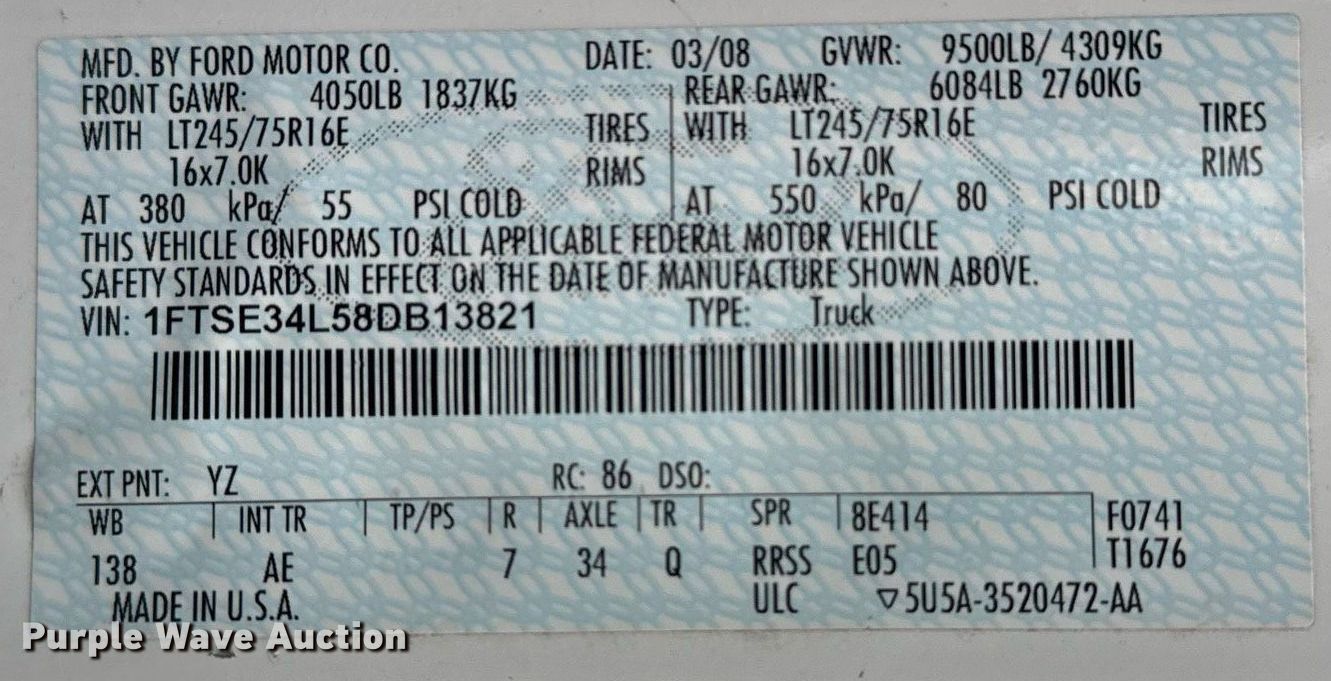 MFD. BY FORD MOTOR CO. DATE: 03/08 GVWR: 9500LB/ 4309KG
FRONT GAWR: 4050LB 1837KG REAR GAWR: 6084LB 2760KG
WITH LT245/75R16E TIRES WITH LT245/75R16E TIRES
16x7.0K RIMS 16x7.0K RIMS
AT 380 kPa/ 55 PSI COLD AT 550 kPa/ 80 PSI COLD
THIS VEHICLE CONFORMS TO ALL APPLICABLE FEDERAL MOTOR VEHICLE
SAFETY STANDARDS IN EFFECT ON THE DATE OF MANUFACTURE SHOWN ABOVE.
VIN: 1FTSE34L58DB13821 TYPE: Truck
EXT PNT: YZ RC: 86 DSO:
WB INT TR TP/PS R AXLE TR SPR 8E414 F0741
138 AE 7 34 Q RRSS E05 T1676
MADE IN U.S.A. ULC ▽5U5A-3520472-AA
Purple Wave Auction